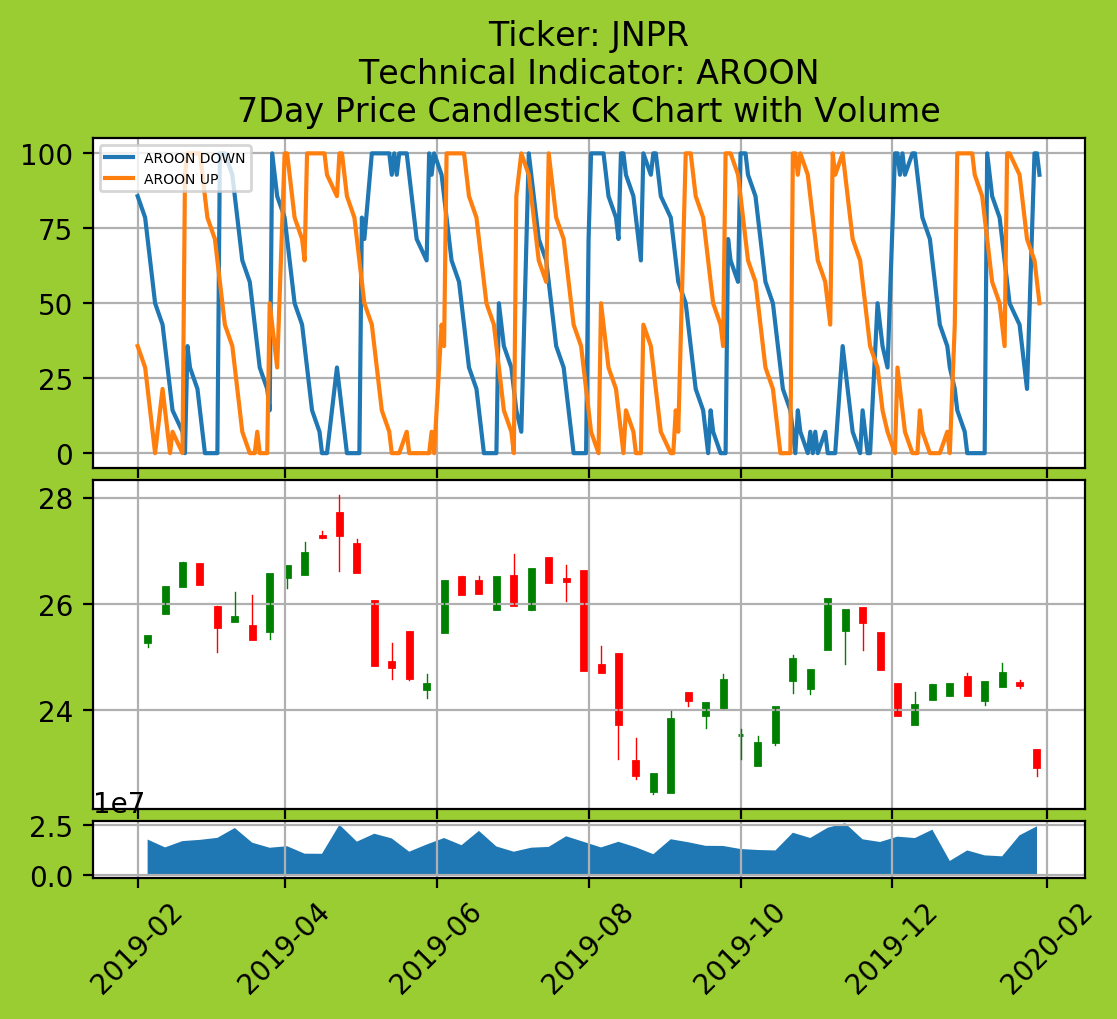 Ticker: JNPR
Technical Indicator: AROON
7Day Price Candlestick Chart with Volume
AROON DOWN
AROON UP
100
75
50
25
0
28
26
24
1e7
2.5
0.0
2019-02
2019-04
2019-06
2019-08
2019-10
2019-12
2020-02